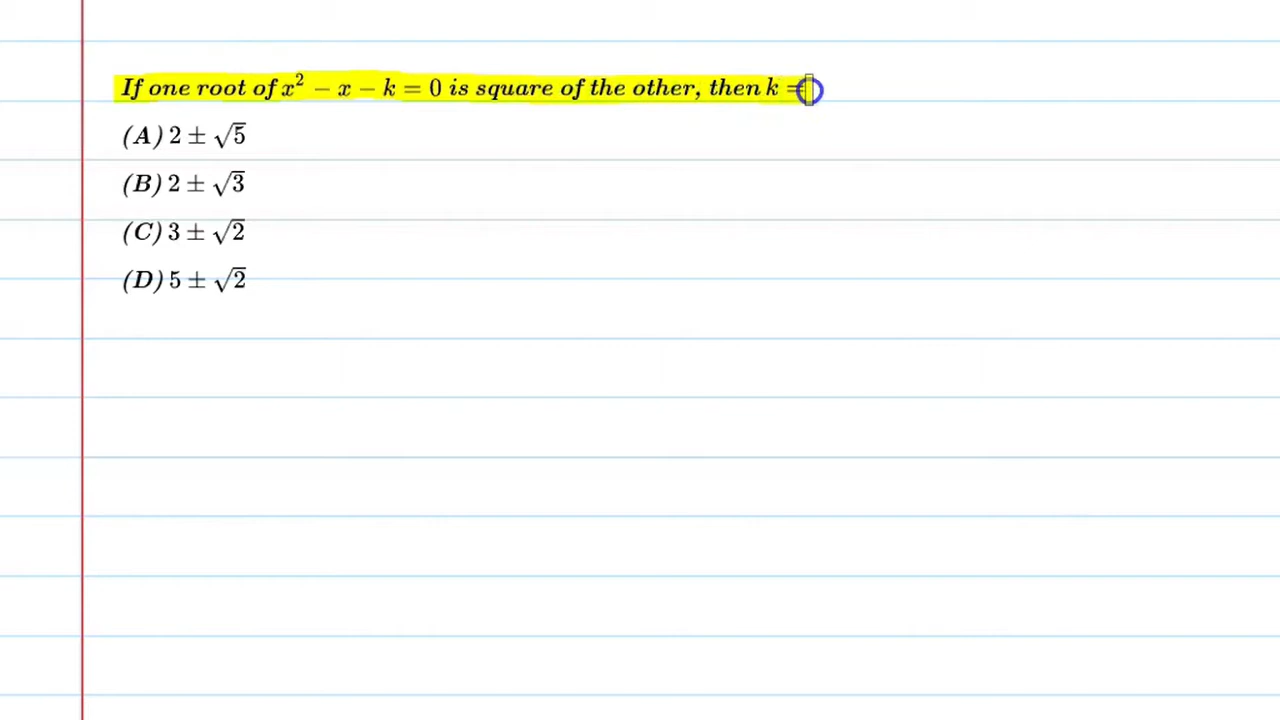 If one root of x² − x − k = 0 is square of the other, then k =
(A) 2 ± √5
(B) 2 ± √3
(C) 3 ± √2
(D) 5 ± √2